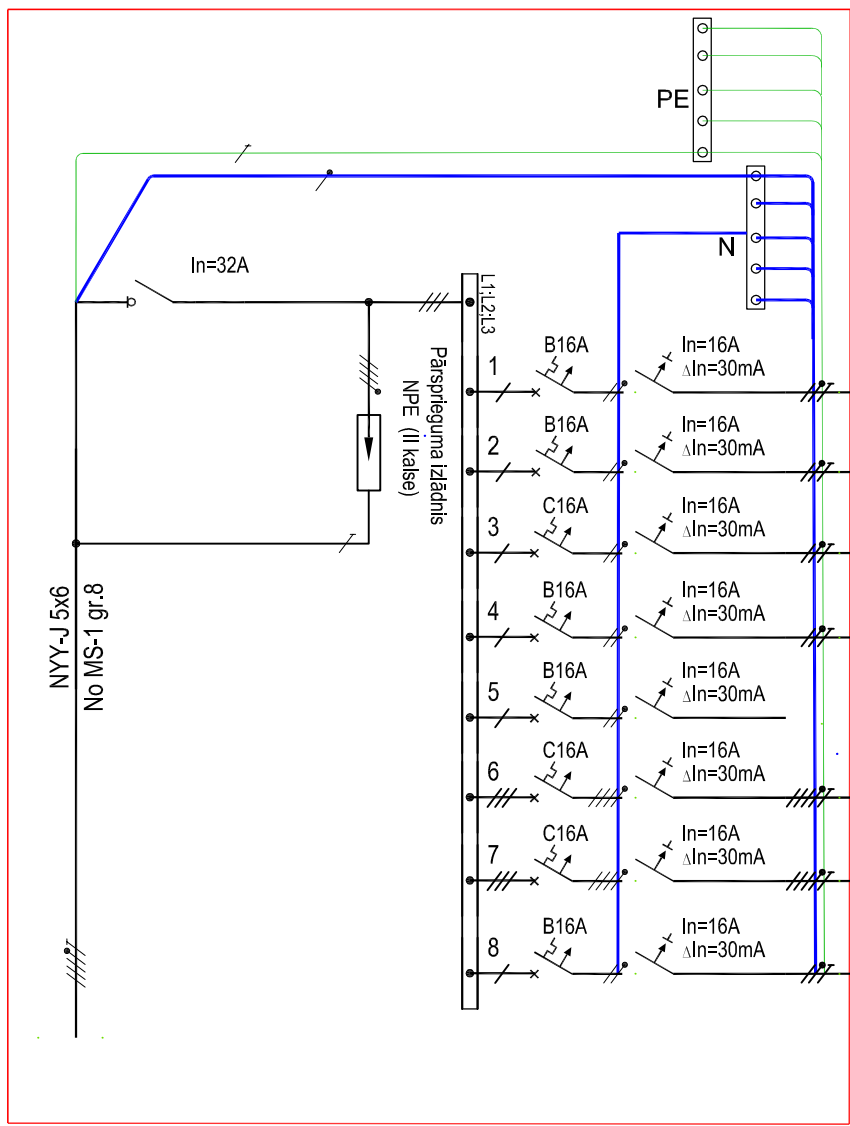 PE
N
In=32A
L1;L2;L3
Pārsprieguma izlādnis
NPE (II kalse)
NYY-J 5x6
No MS-1 gr.8
1
B16A
In=16A
ΔIn=30mA
2
B16A
In=16A
ΔIn=30mA
3
C16A
In=16A
ΔIn=30mA
4
B16A
In=16A
ΔIn=30mA
5
B16A
In=16A
ΔIn=30mA
6
C16A
In=16A
ΔIn=30mA
7
C16A
In=16A
ΔIn=30mA
8
B16A
In=16A
ΔIn=30mA